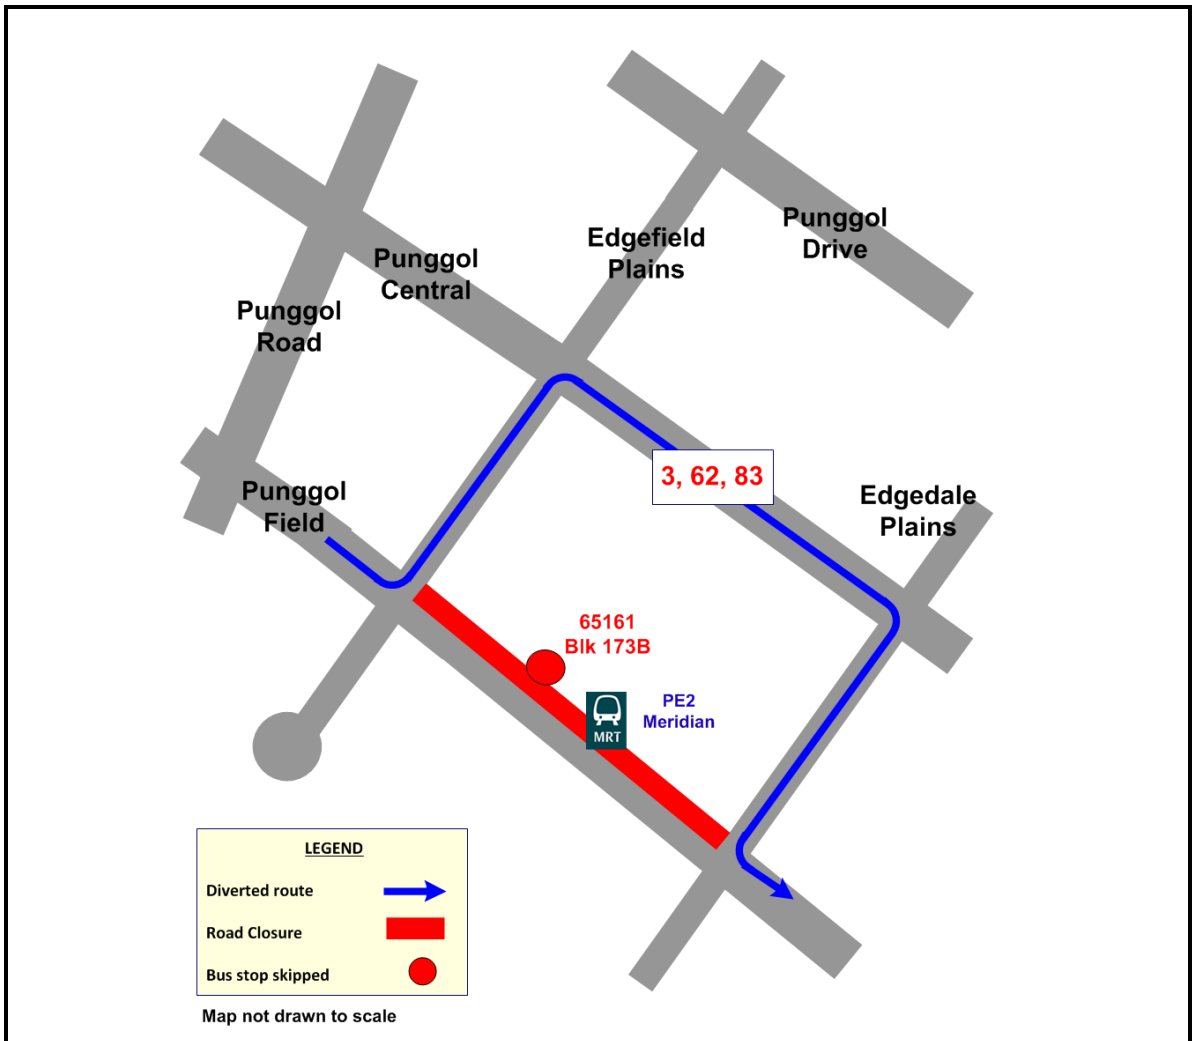 Edgefield
Plains
Punggol
Drive
Punggol
Central
Punggol
Road
3, 62, 83
Punggol
Field
Edgedale
Plains
65161
Blk 173B
MRT
PE2
Meridian
LEGEND
Diverted route
Road Closure
Bus stop skipped
Map not drawn to scale